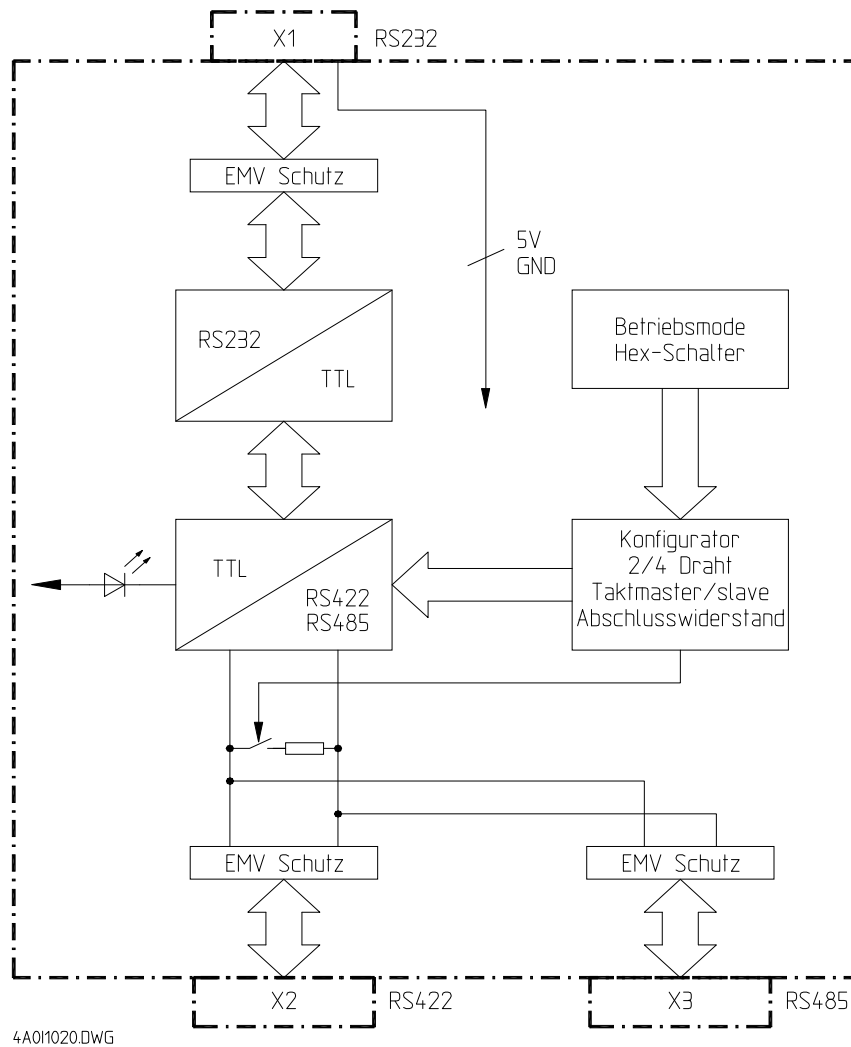 X1
RS232
EMV Schutz
5V
GND
RS232
TTL
Betriebsmode
Hex-Schalter
TTL
RS422
RS485
Konfigurator
2/4 Draht
Taktmaster/slave
Abschlusswiderstand
EMV Schutz
EMV Schutz
X2
RS422
X3
RS485
4A011020.DWG